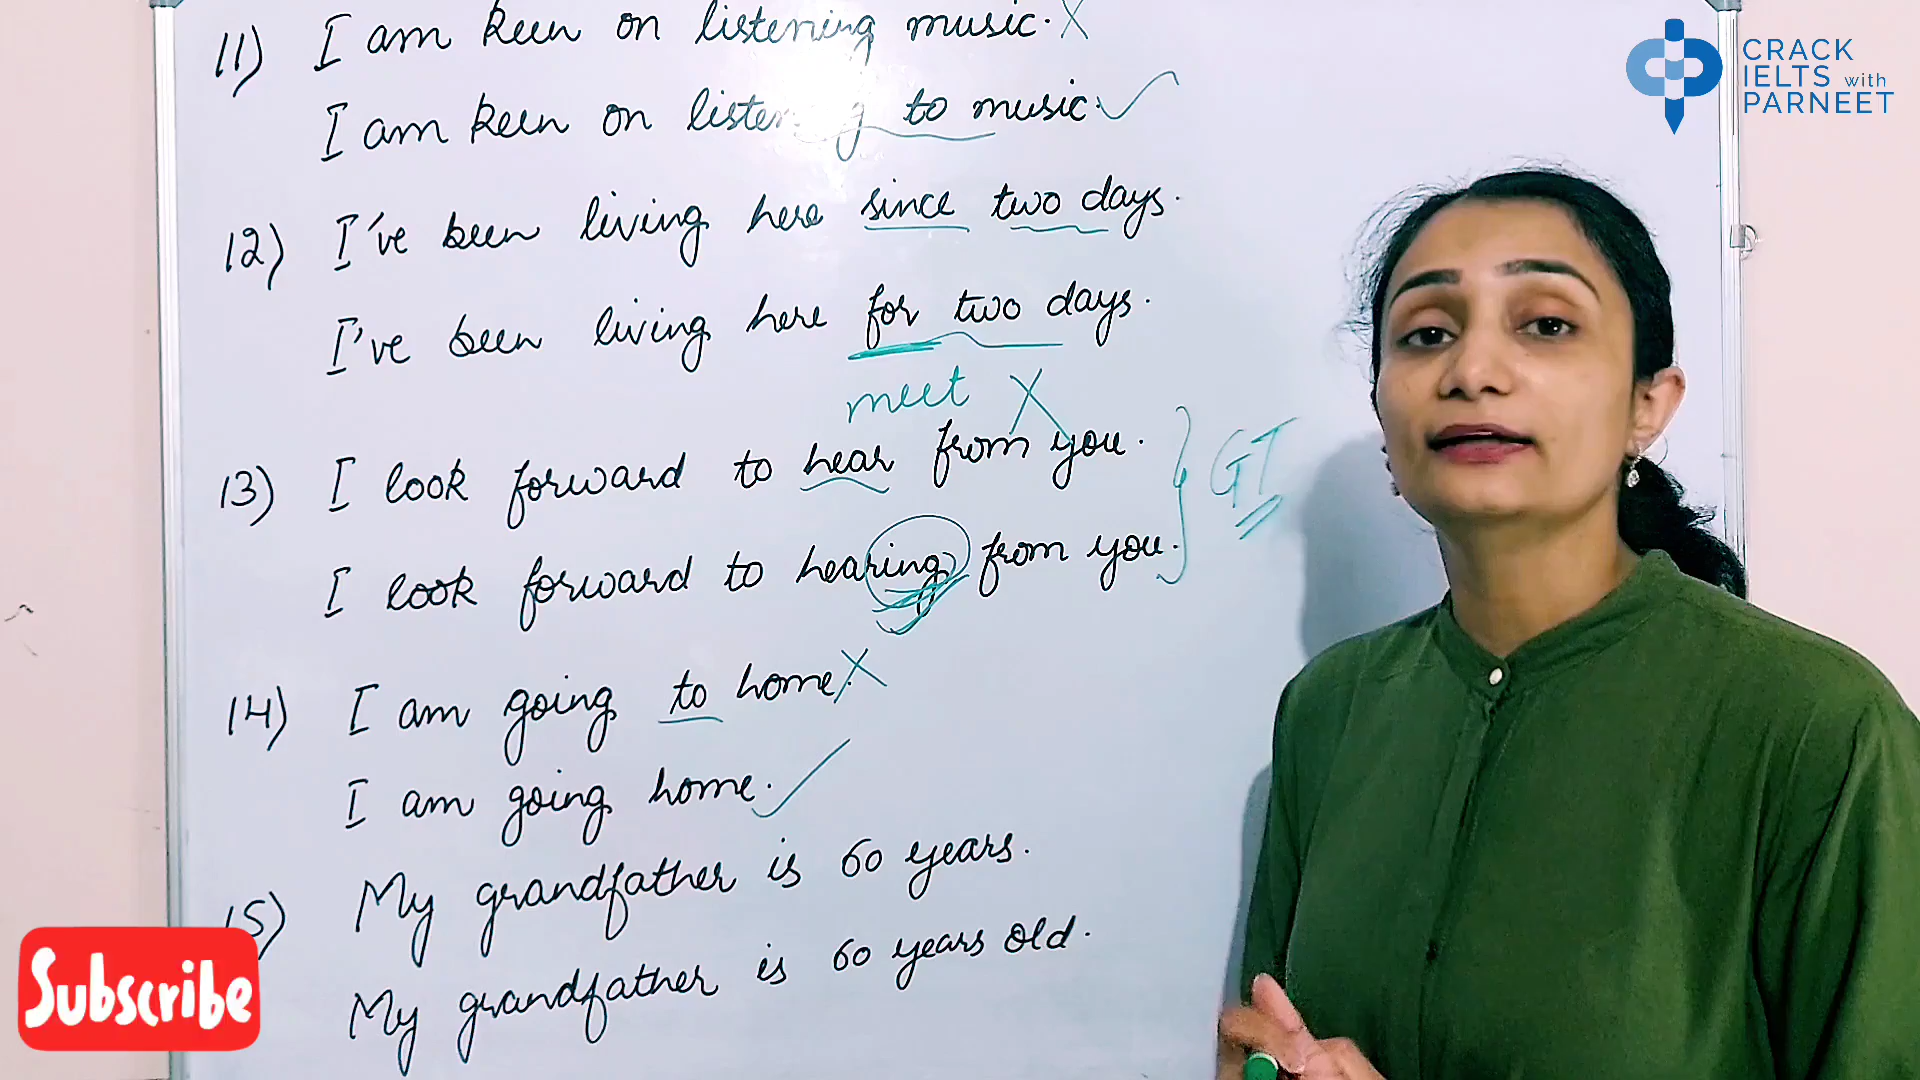 11) I am keen on listening music. X
I am keen on listening to music. ✓
12) I've been living here since two days.
I've been living here for two days.
meet X
13) I look forward to hear from you.
GT
I look forward to hearing from you.
14) I am going to home. X
I am going home. ✓
15) My grandfather is 60 years.
My grandfather is 60 years old.
CRACK
IELTS with
PARNEET
Subscribe